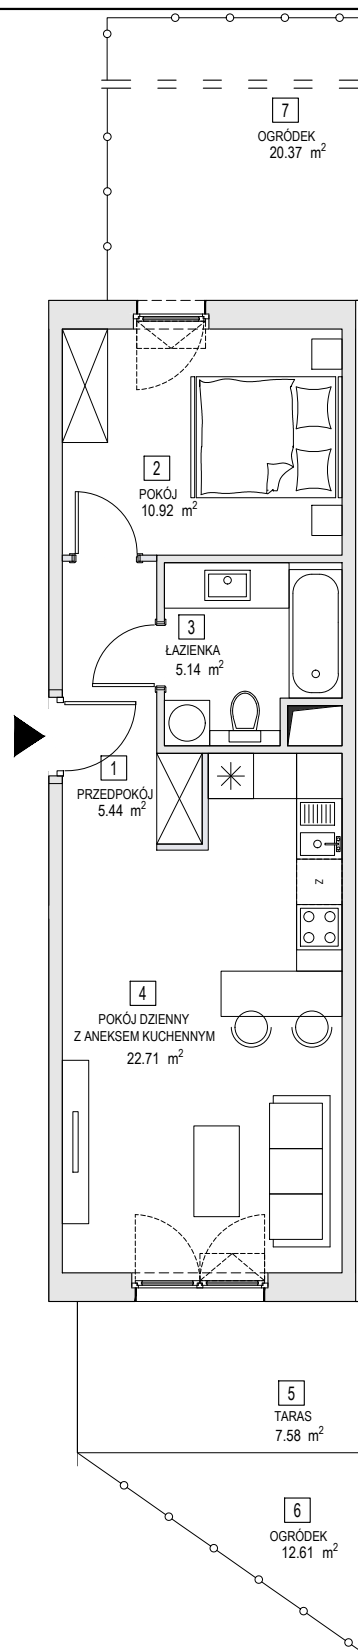 7
OGRÓDEK
20.37 m²
2
POKÓJ
10.92 m²
3
ŁAZIENKA
5.14 m²
1
PRZEDPOKÓJ
5.44 m²
Z
4
POKÓJ DZIENNY
Z ANEKSEM KUCHENNYM
22.71 m²
5
TARAS
7.58 m²
6
OGRÓDEK
12.61 m²